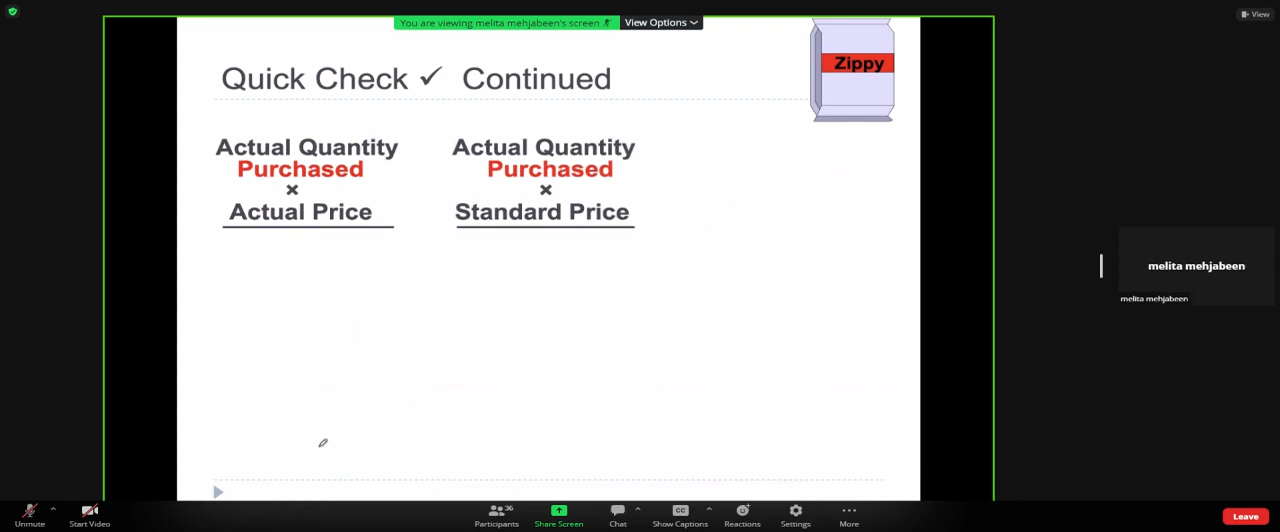 You are viewing melita mehjabeen's screen
View Options
View
Zippy
Quick Check ✓ Continued
Actual Quantity
Purchased
×
Actual Price
Actual Quantity
Purchased
×
Standard Price
melita mehjabeen
melita mehjabeen
Unmute
Start Video
36
Participants
Share Screen
Chat
CC
Show Captions
Reactions
Settings
More
Leave